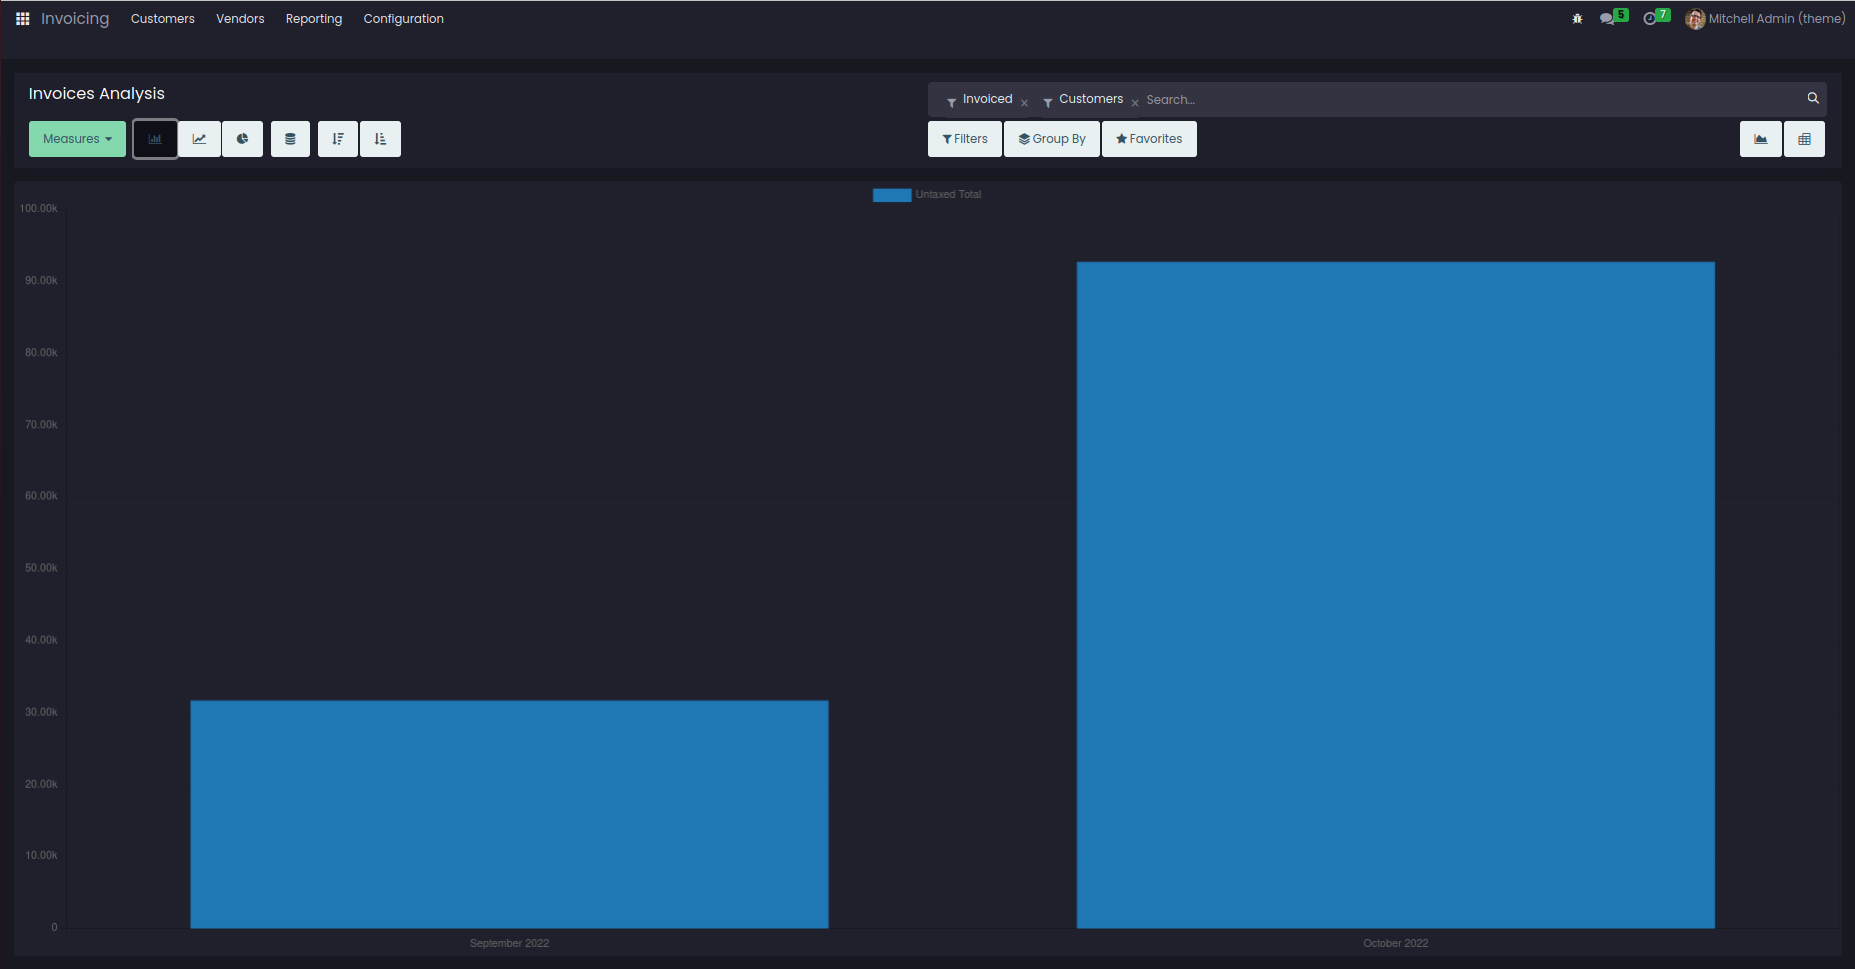 Invoicing Customers Vendors Reporting Configuration 5 7 Mitchell Admin (theme)
Invoices Analysis
Invoiced × Customers × Search...
Measures Filters Group By Favorites
Untaxed Total
100.00k
90.00k
80.00k
70.00k
60.00k
50.00k
40.00k
30.00k
20.00k
10.00k
0
September 2022 October 2022